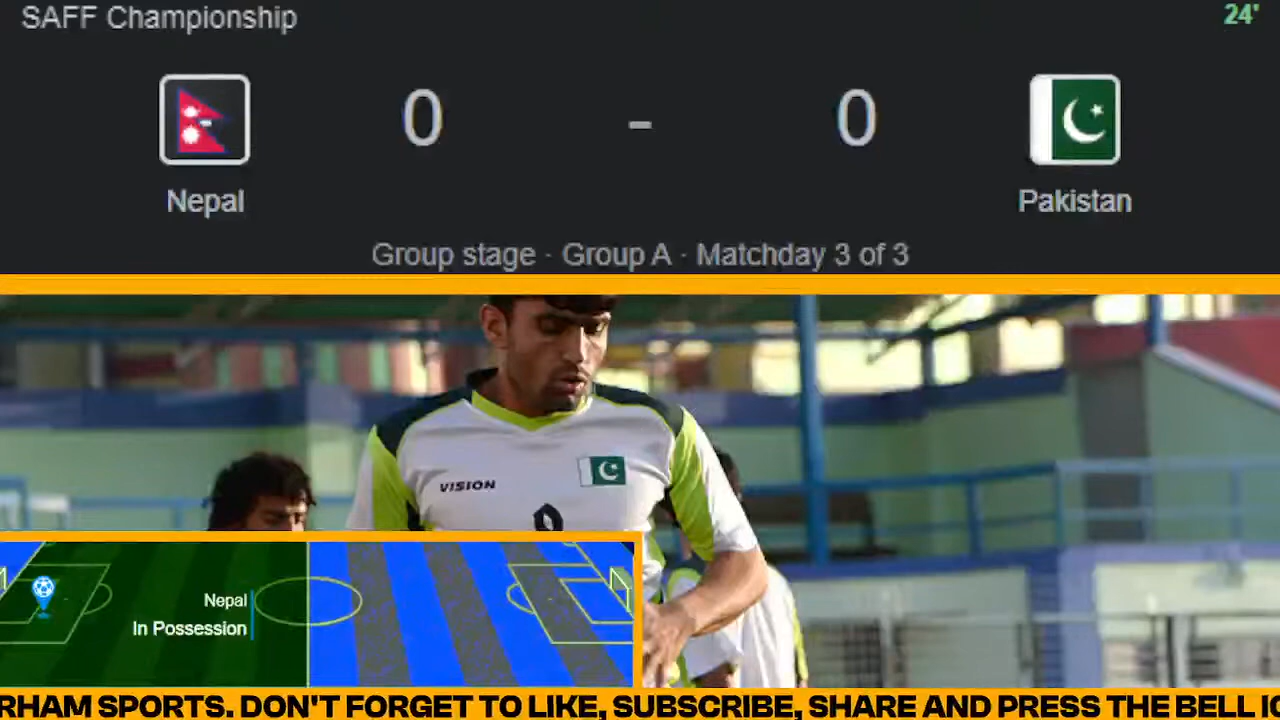 SAFF Championship
24'
0 - 0
Nepal
Pakistan
Group stage · Group A · Matchday 3 of 3
VISION
Nepal
In Possession
RHAM SPORTS. DON'T FORGET TO LIKE, SUBSCRIBE, SHARE AND PRESS THE BELL